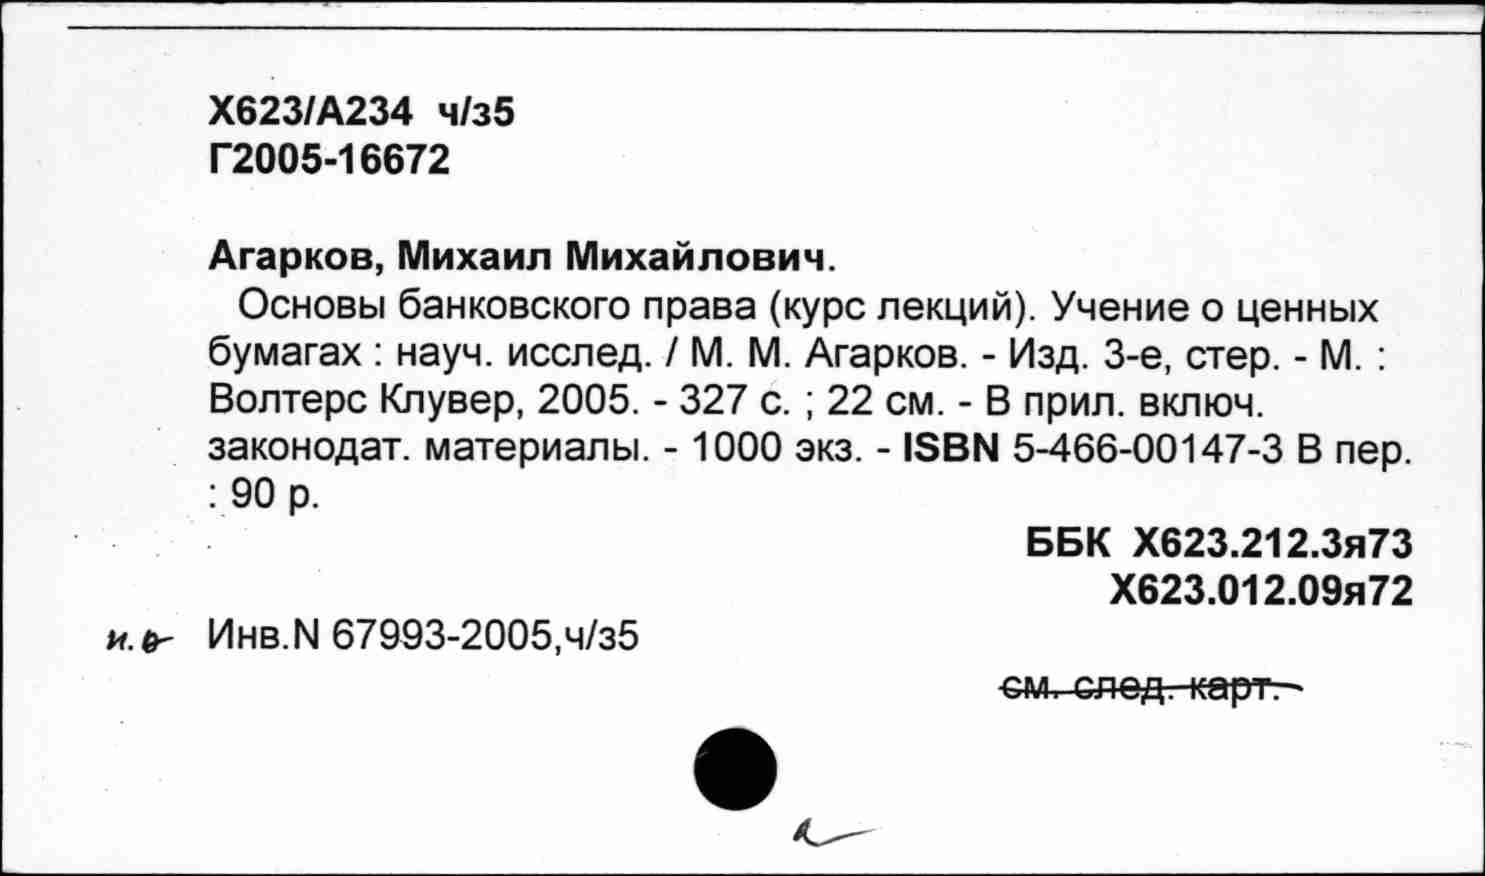 Х623/А234 ч/з5
Г2005-16672
Агарков, Михаил Михайлович.
Основы банковского права (курс лекций). Учение о ценных
бумагах : науч. исслед. / М. М. Агарков. - Изд. 3-е, стер. - М. :
Волтерс Клувер, 2005. - 327 с. ; 22 см. - В прил. включ.
законодат. материалы. - 1000 экз. - ISBN 5-466-00147-3 В пер.
: 90 р.
ББК Х623.212.3я73
Х623.012.09я72
Инв.N 67993-2005,ч/з5
см. след. карт.